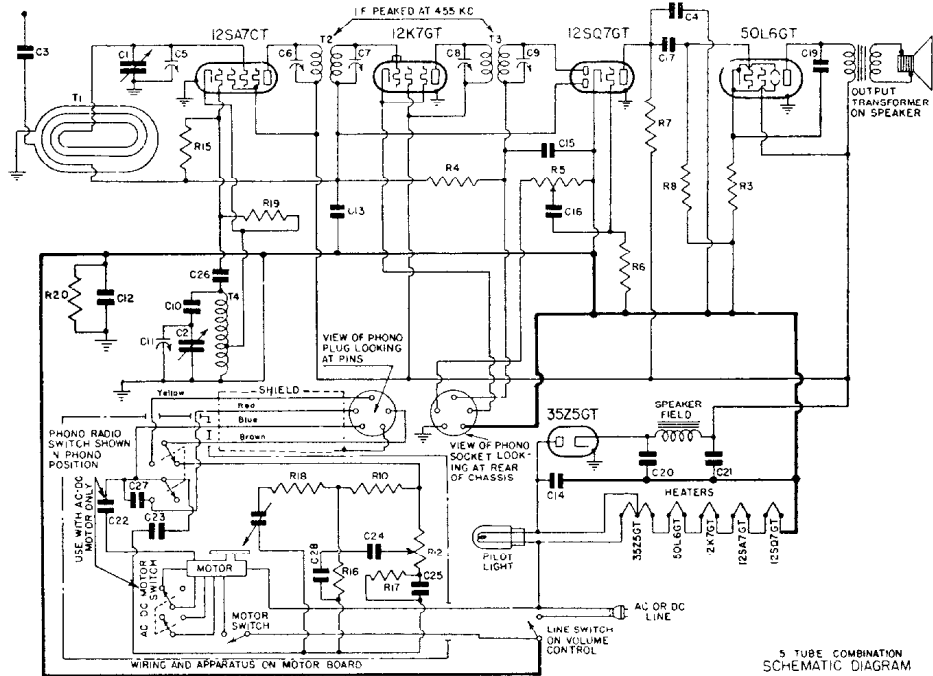 I F PEAKED AT 455 KC
12SA7CT
T2
12K7GT
T3
12SQ7GT
C4
50L6GT
C3
C1
C5
C6
C7
C8
C9
C17
C19
OUTPUT
TRANSFORMER
ON SPEAKER
T1
R15
R4
C15
R5
R7
R8
R3
R19
C13
C16
R6
C26
R20
C12
C10
T4
C11
C2
VIEW OF PHONO
PLUG LOOKING
AT PINS
Yellow
SHIELD
Red
Blue
Brown
35Z5GT
SPEAKER
FIELD
PHONO RADIO
SWITCH SHOWN
'N PHONO
POSITION
VIEW OF PHONO
SOCKET LOOK-
ING AT REAR
OF CHASSIS
C14
C20
C21
HEATERS
USE WITH AC-DC
MOTOR ONLY
C27
C22
C23
R18
R10
C24
R12
C28
R16
R17
C25
PILOT
LIGHT
35Z5GT
50L6GT
12K7GT
12SA7GT
12SQ7GT
MOTOR
AC DC MOTOR
SWITCH
MOTOR
SWITCH
AC OR DC
LINE
LINE SWITCH
ON VOLUME
CONTROL
WIRING AND APPARATUS ON MOTOR BOARD
5 TUBE COMBINATION
SCHEMATIC DIAGRAM